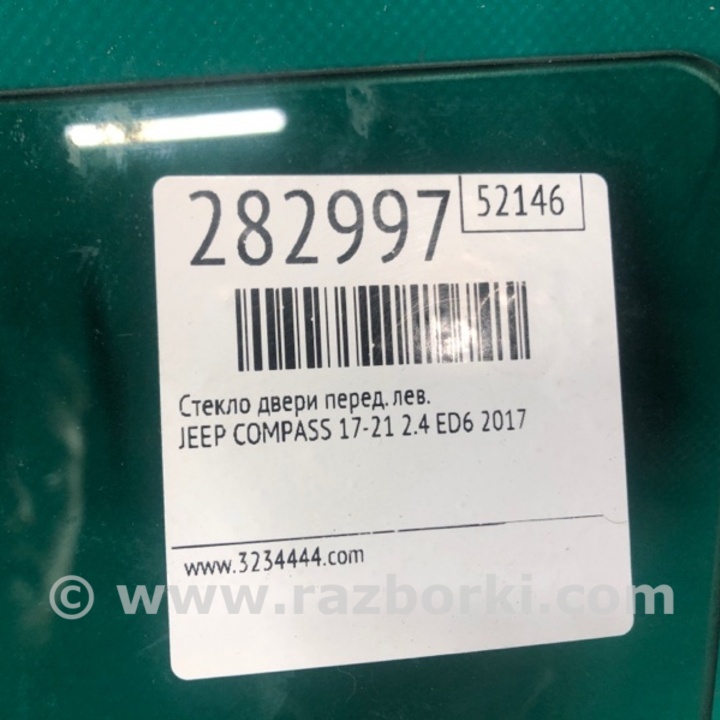 282997
52146
Стекло двери перед. лев.
JEEP COMPASS 17-21 2.4 ED6 2017
www.3234444.com
© www.razborki.com